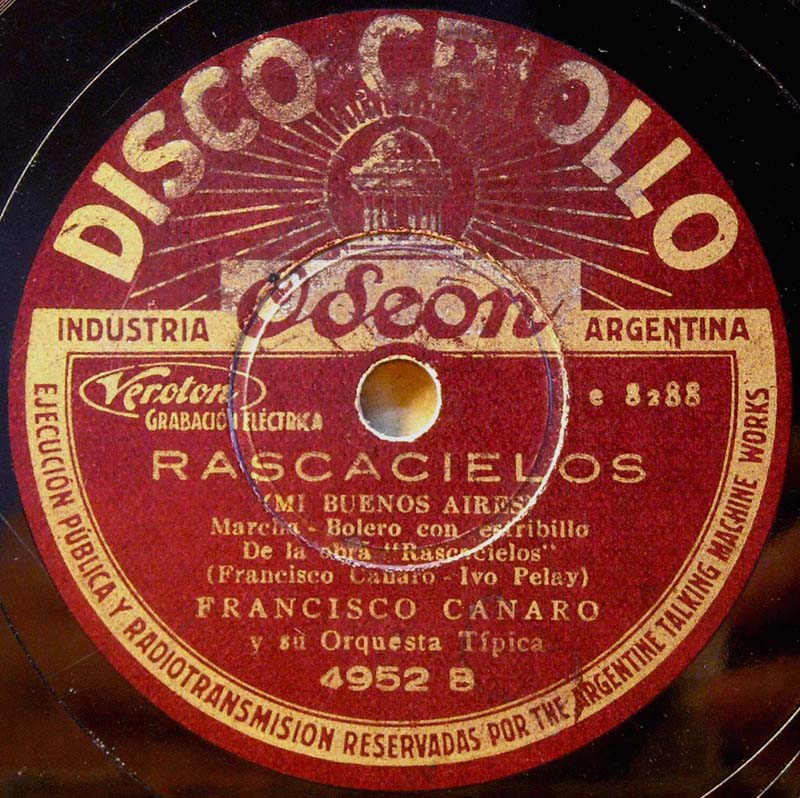 DISCO CRIOLLO
Odeon
INDUSTRIA ARGENTINA
Veroton
GRABACIÓN ELÉCTRICA
e 8288
RASCACIELOS
(MI BUENOS AIRES)
Marcha - Bolero con estribillo
De la obra "Rascacielos"
(Francisco Canaro - Ivo Pelay)
FRANCISCO CANARO
y su Orquesta Típica
4952 B
EJECUCIÓN PÚBLICA Y RADIOTRANSMISION RESERVADAS POR THE ARGENTINE TALKING MACHINE WORKS